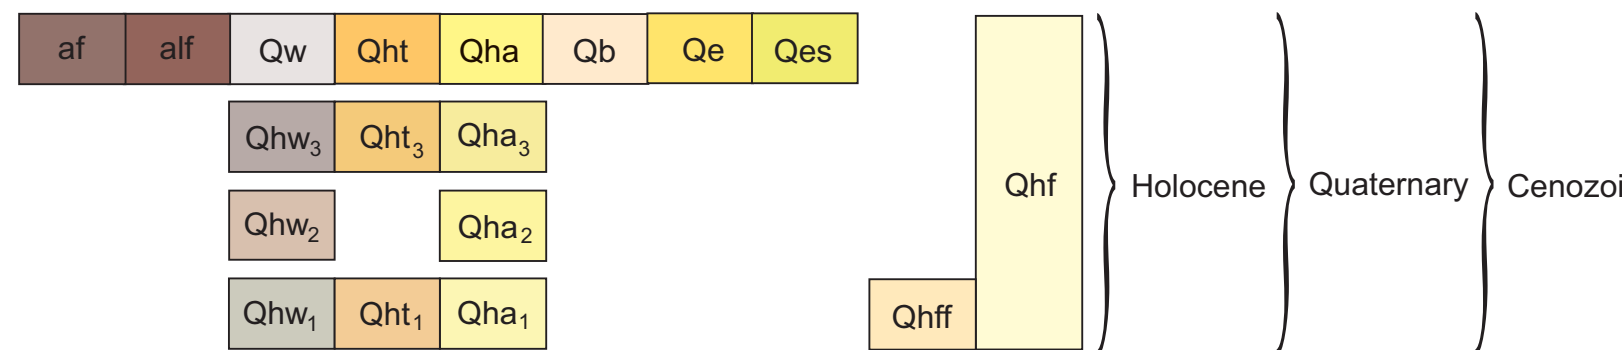 af alf Qw Qht Qha Qb Qe Qes
Qhw₃ Qht₃ Qha₃
Qhf Holocene Quaternary Cenozoi
Qhw₂ Qha₂
Qhw₁ Qht₁ Qha₁ Qhff